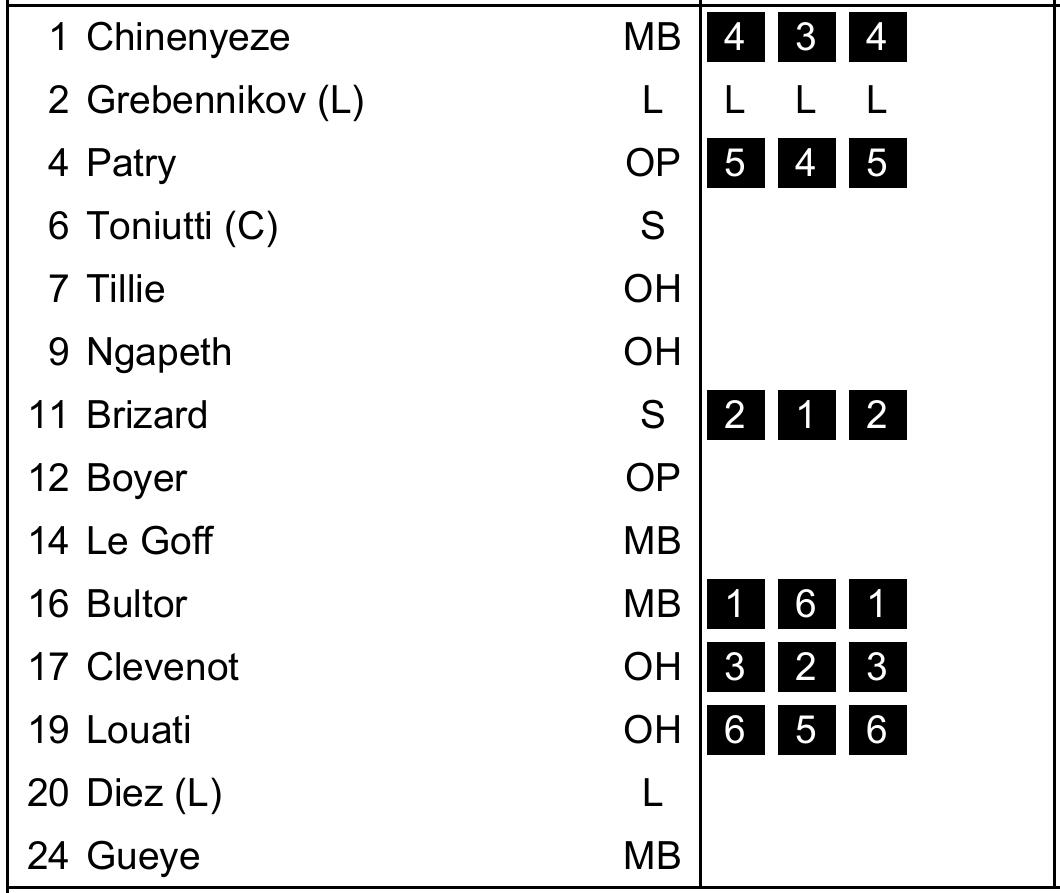 1 Chinenyeze MB 4 3 4
2 Grebennikov (L) L L L L
4 Patry OP 5 4 5
6 Toniutti (C) S
7 Tillie OH
9 Ngapeth OH
11 Brizard S 2 1 2
12 Boyer OP
14 Le Goff MB
16 Bultor MB 1 6 1
17 Clevenot OH 3 2 3
19 Louati OH 6 5 6
20 Diez (L) L
24 Gueye MB